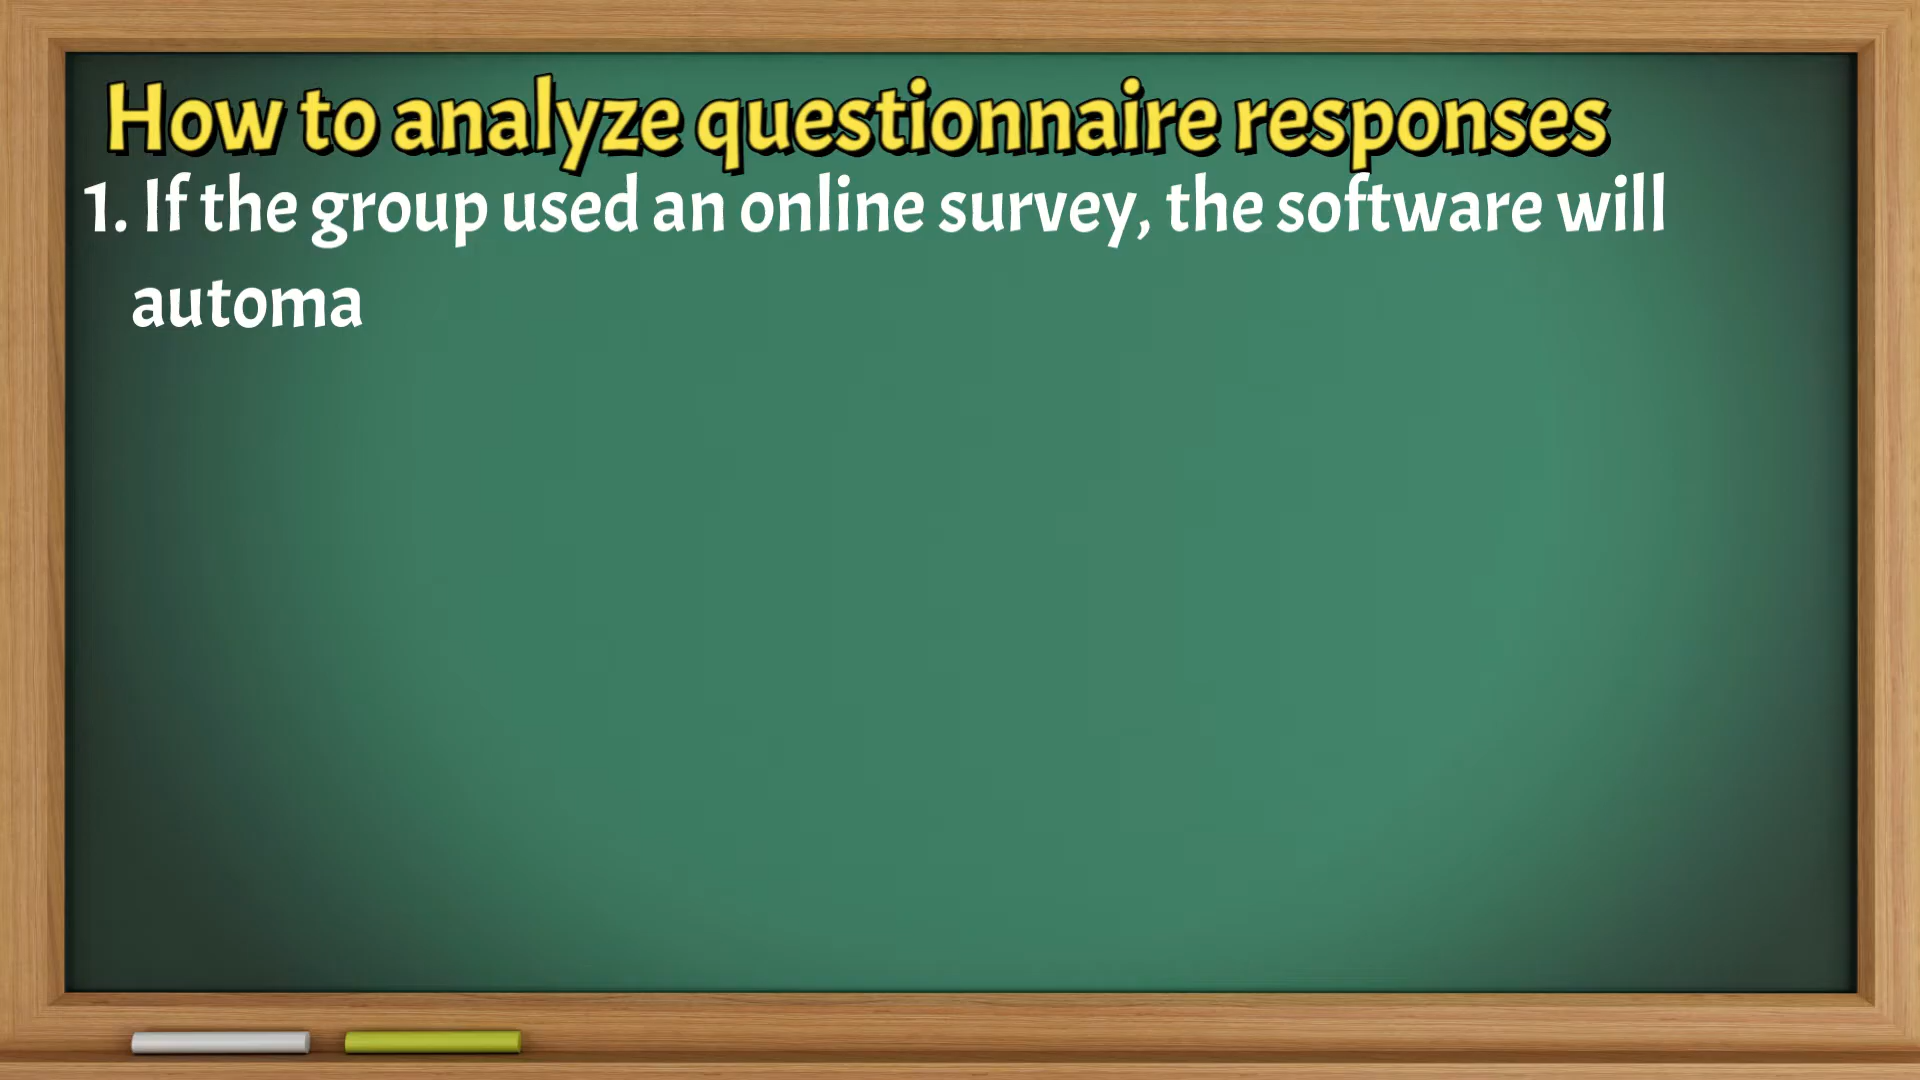 How to analyze questionnaire responses
1. If the group used an online survey, the software will
automa